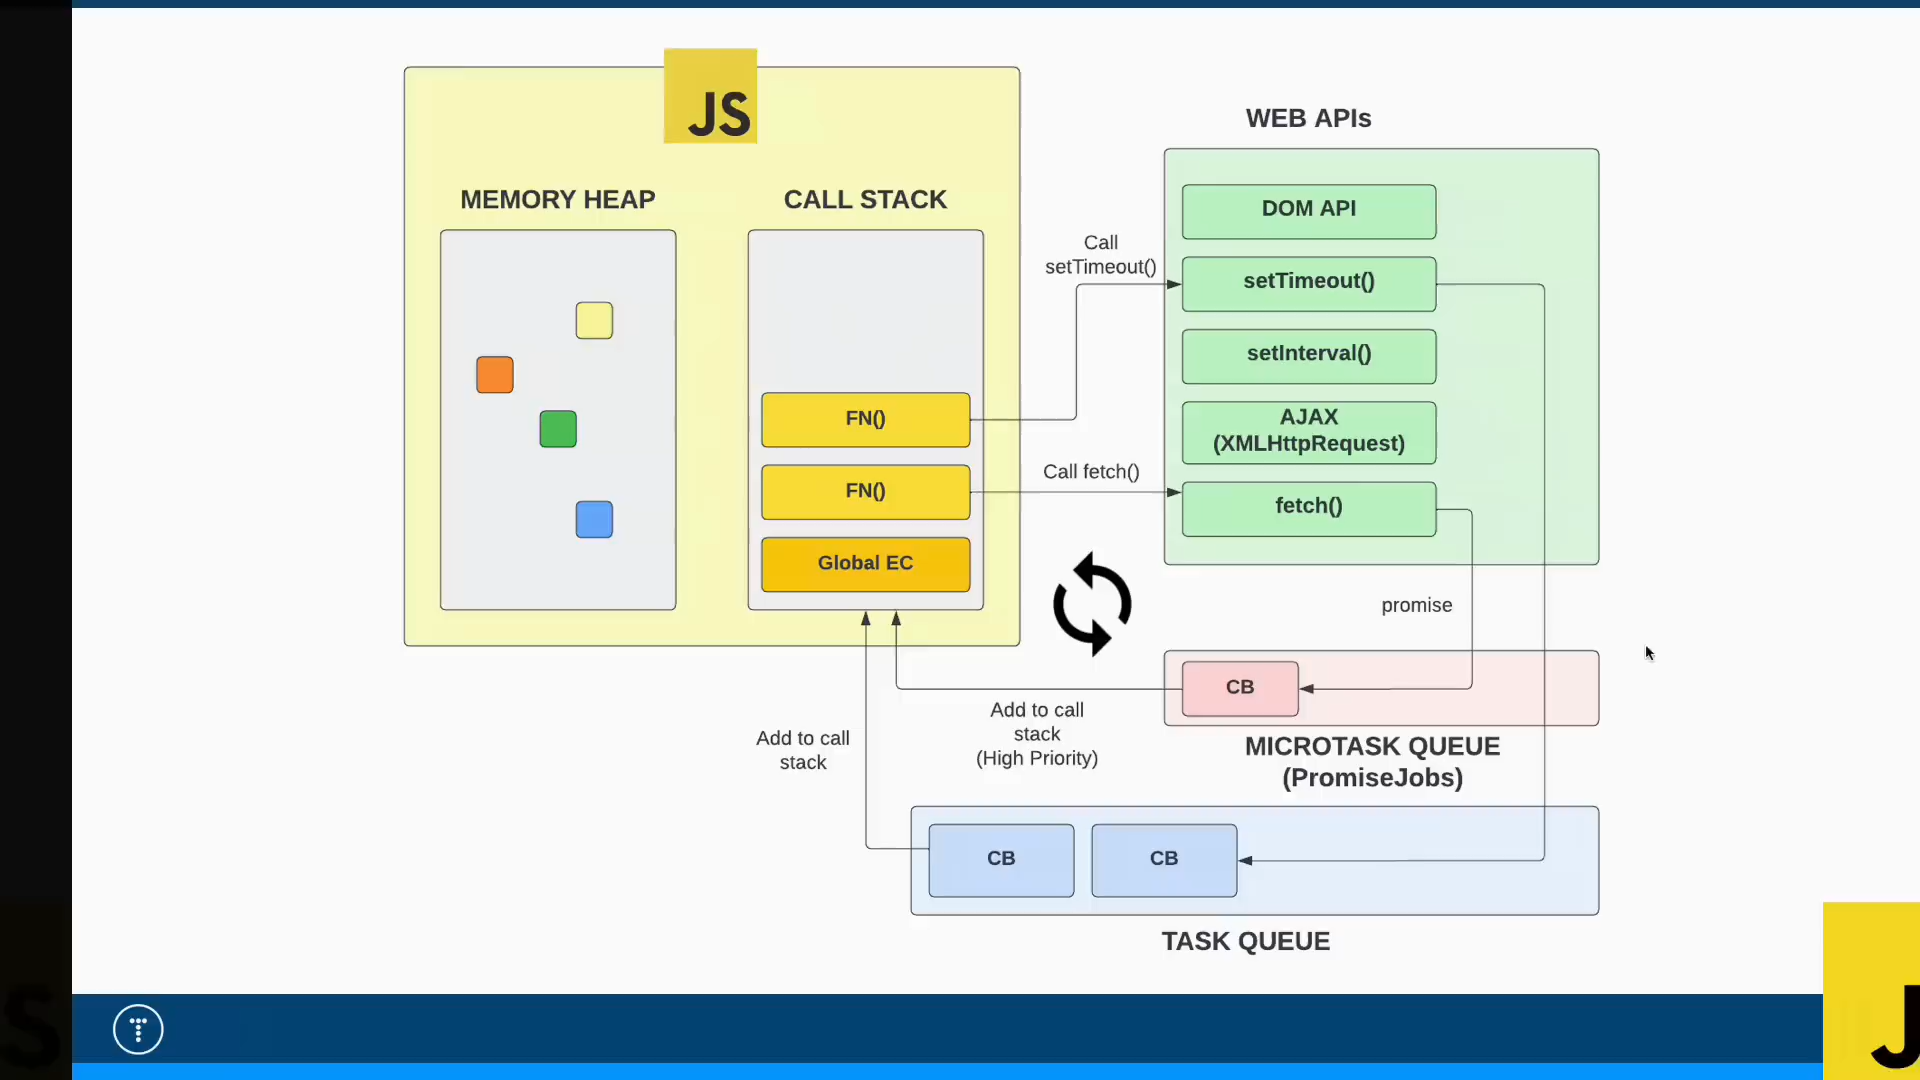 JS
MEMORY HEAP
CALL STACK
FN()
FN()
Global EC
Call
setTimeout()
Call fetch()
WEB APIs
DOM API
setTimeout()
setInterval()
AJAX
(XMLHttpRequest)
fetch()
promise
CB
MICROTASK QUEUE
(PromiseJobs)
Add to call
stack
(High Priority)
Add to call
stack
CB
CB
TASK QUEUE
T
S
J